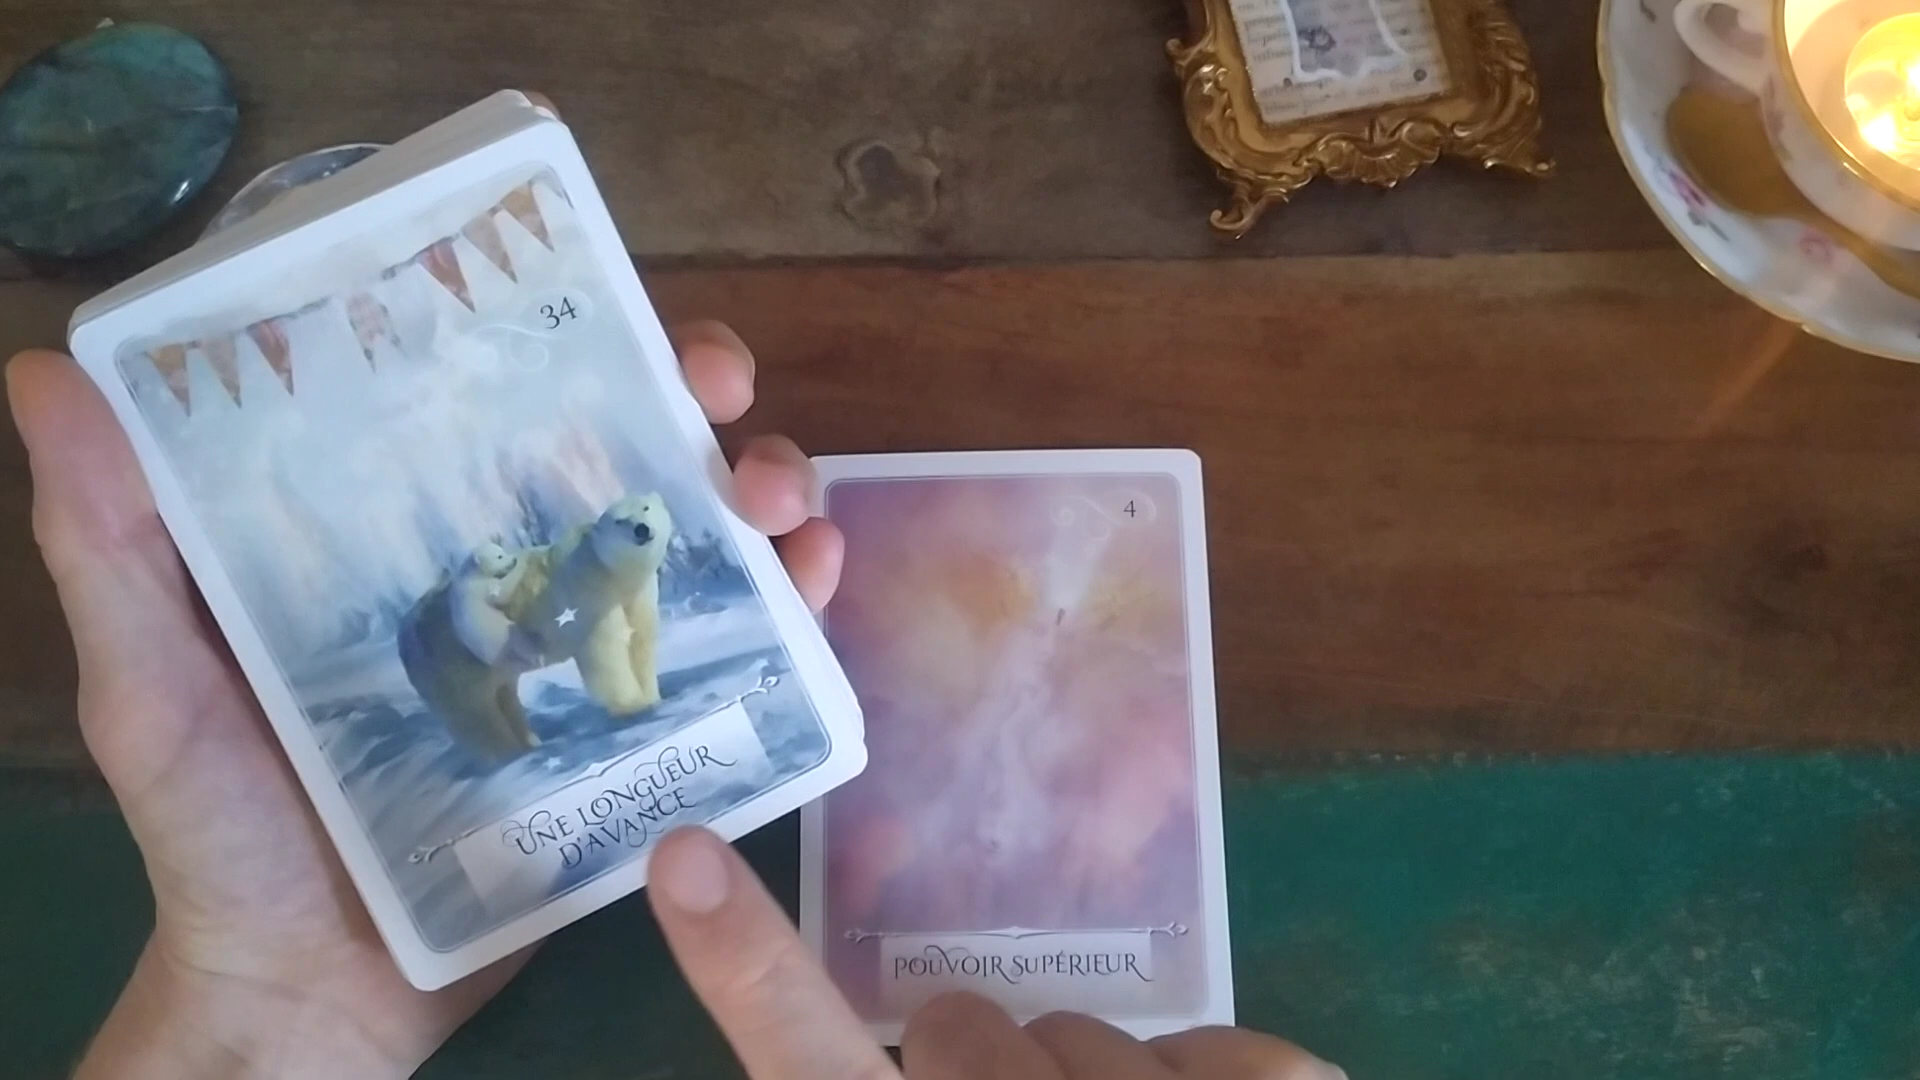 34
UNE LONGUEUR
D'AVANCE
4
POUVOIR SUPÉRIEUR